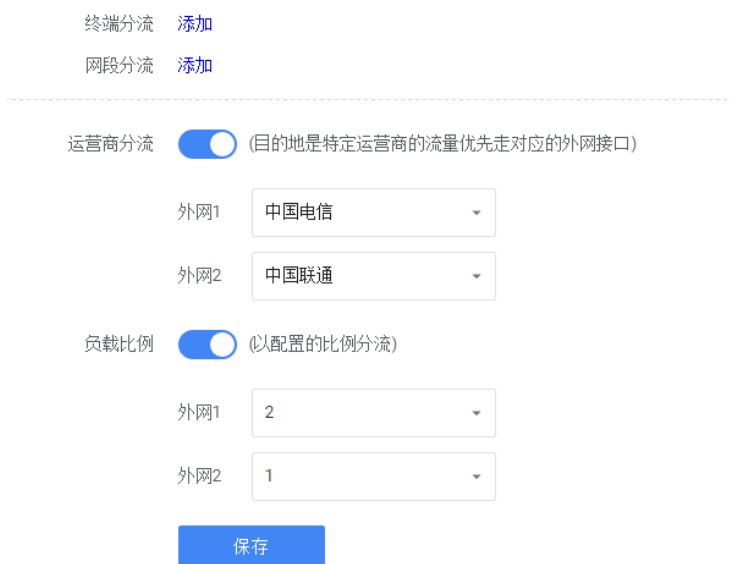 终端分流 添加
网段分流 添加
运营商分流 (目的地是特定运营商的流量优先走对应的外网接口)
外网1 中国电信
外网2 中国联通
负载比例 (以配置的比例分流)
外网1 2
外网2 1
保存